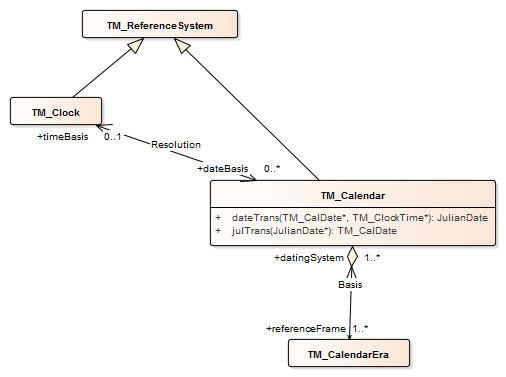 TM_ReferenceSystem
TM_Clock
+timeBasis 0..1
Resolution
+dateBasis 0..*
TM_Calendar
+ dateTrans(TM_CalDate*, TM_ClockTime*): JulianDate
+ julTrans(JulianDate*): TM_CalDate
+datingSystem 1..*
Basis
+referenceFrame 1..*
TM_CalendarEra